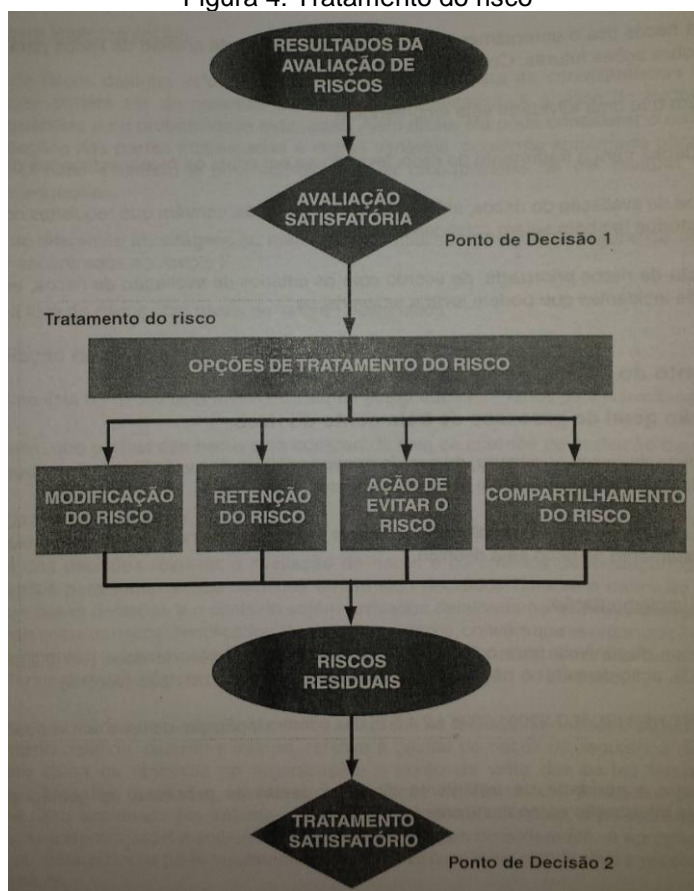 Figura 4: Tratamento do risco
RESULTADOS DA
AVALIAÇÃO DE
RISCOS
AVALIAÇÃO
SATISFATÓRIA
Ponto de Decisão 1
Tratamento do risco
OPÇÕES DE TRATAMENTO DO RISCO
MODIFICAÇÃO
DO RISCO
RETENÇÃO
DO RISCO
AÇÃO DE
EVITAR O
RISCO
COMPARTILHAMENTO
DO RISCO
RISCOS
RESIDUAIS
TRATAMENTO
SATISFATÓRIO
Ponto de Decisão 2